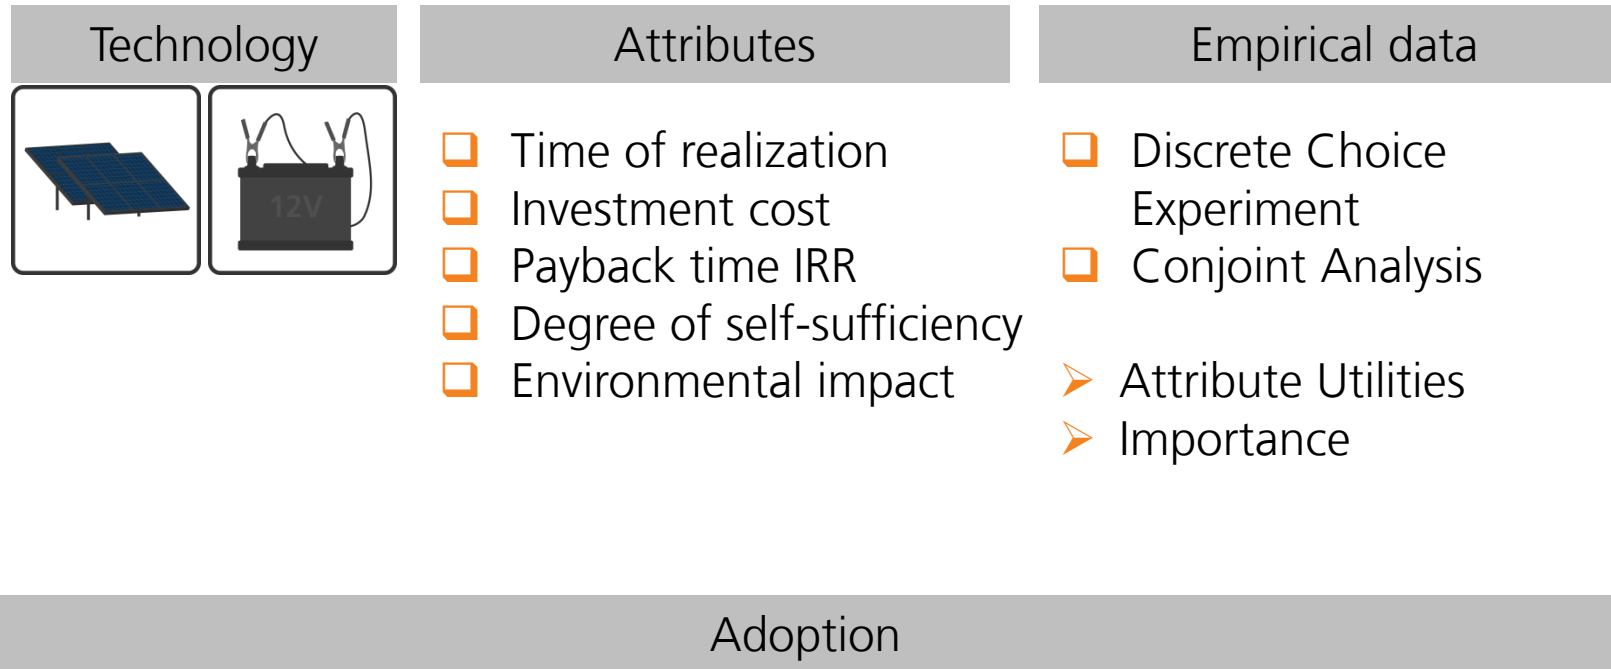 Technology
12V
Attributes
Time of realization
Investment cost
Payback time IRR
Degree of self-sufficiency
Environmental impact
Empirical data
Discrete Choice
Experiment
Conjoint Analysis
Attribute Utilities
Importance
Adoption